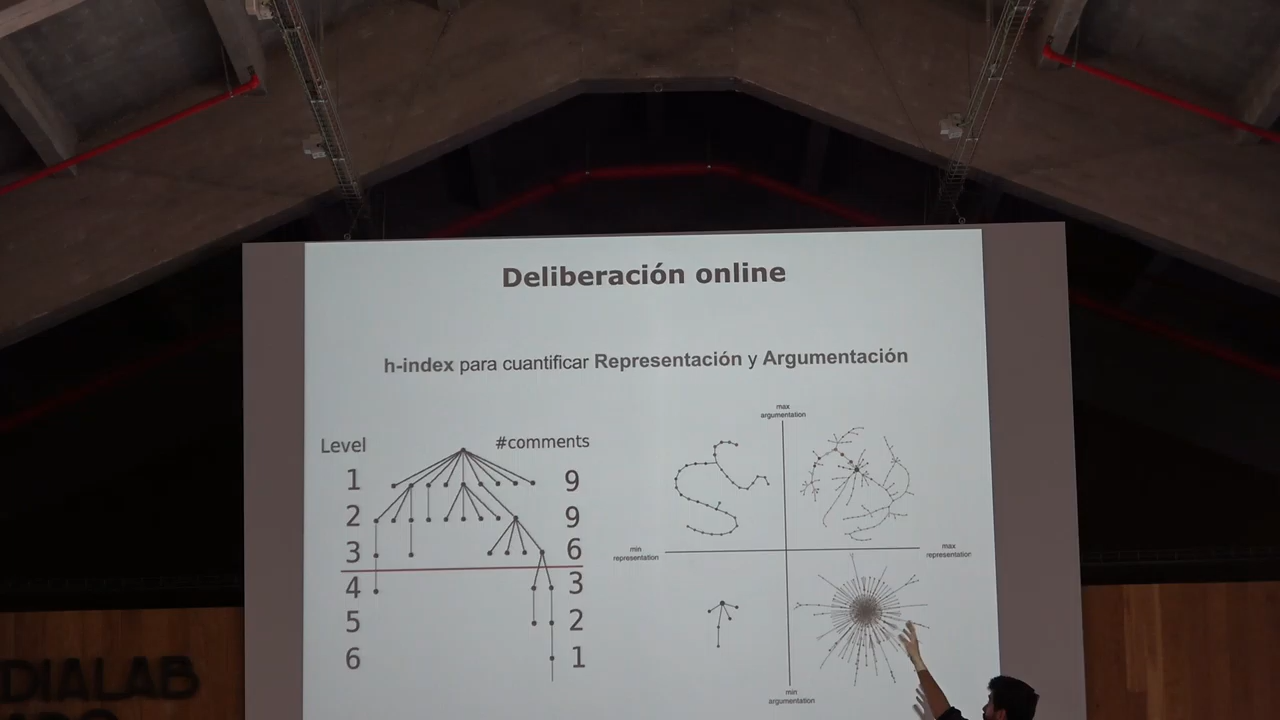 Deliberación online
h-index para cuantificar Representación y Argumentación
Level #comments
1 9
2 9
3 6
4 3
5 2
6 1
max
argumentation
min
representation
max
representation
min
argumentation
DIALAB